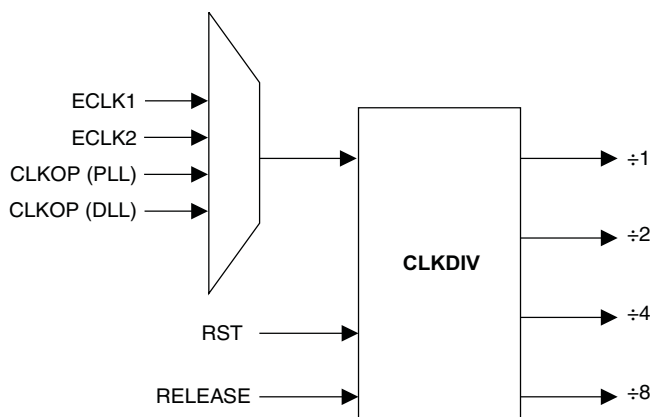 ECLK1
ECLK2
CLKOP (PLL)
CLKOP (DLL)
RST
RELEASE
CLKDIV
÷1
÷2
÷4
÷8